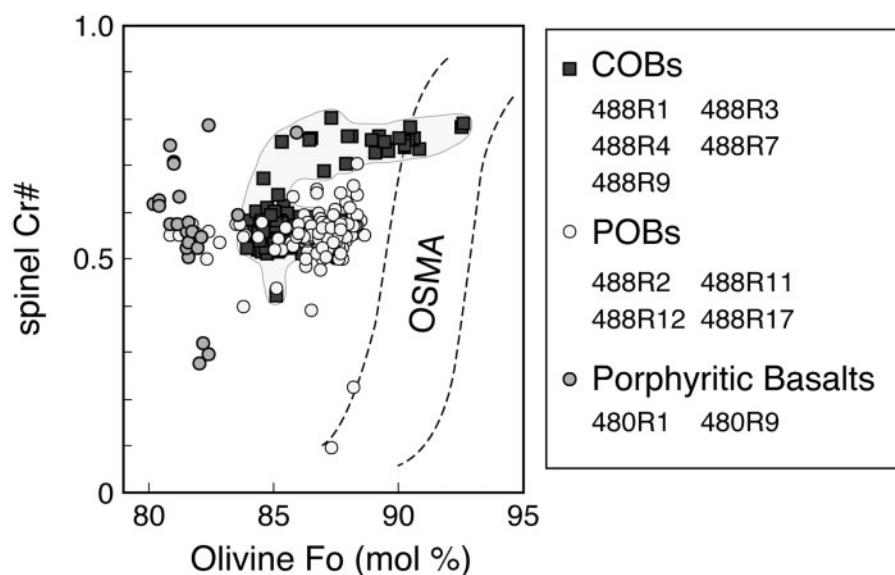 1.0
0.5
0
80 85 90 95
spinel Cr#
Olivine Fo (mol %)
OSMA
COBs
488R1 488R3
488R4 488R7
488R9
POBs
488R2 488R11
488R12 488R17
Porphyritic Basalts
480R1 480R9